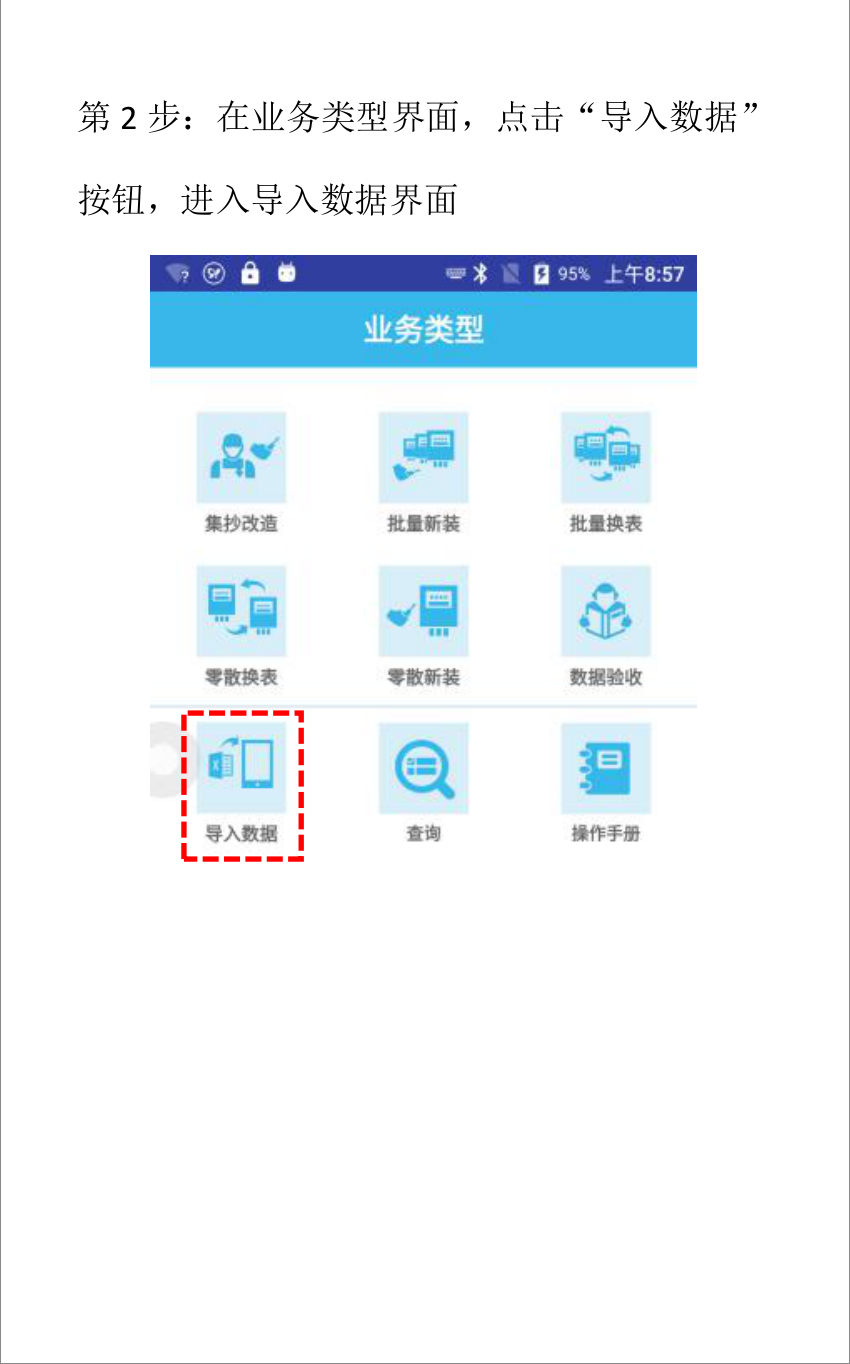 第 2 步：在业务类型界面，点击“导入数据”
按钮，进入导入数据界面
95% 上午8:57
业务类型
集抄改造 批量新装 批量换表
零散换表 零散新装 数据验收
导入数据 查询 操作手册